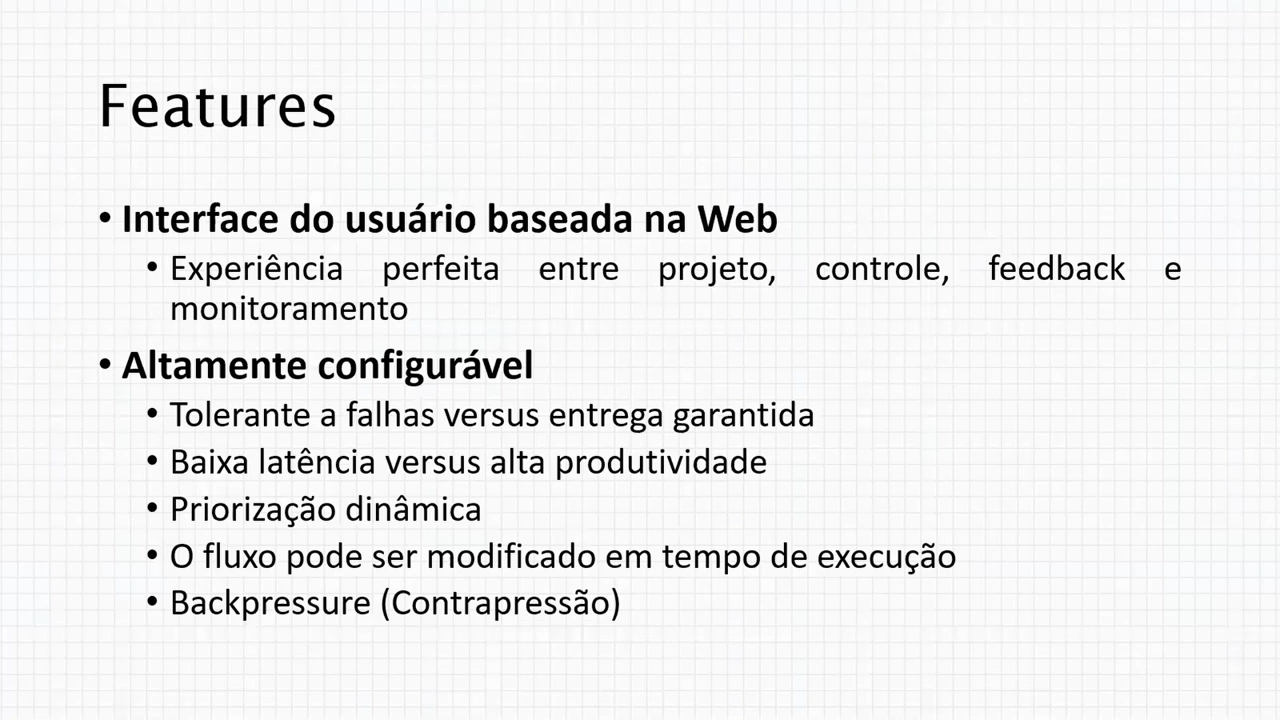 Features
• Interface do usuário baseada na Web
• Experiência perfeita entre projeto, controle, feedback e
monitoramento
• Altamente configurável
• Tolerante a falhas versus entrega garantida
• Baixa latência versus alta produtividade
• Priorização dinâmica
• O fluxo pode ser modificado em tempo de execução
• Backpressure (Contrapressão)